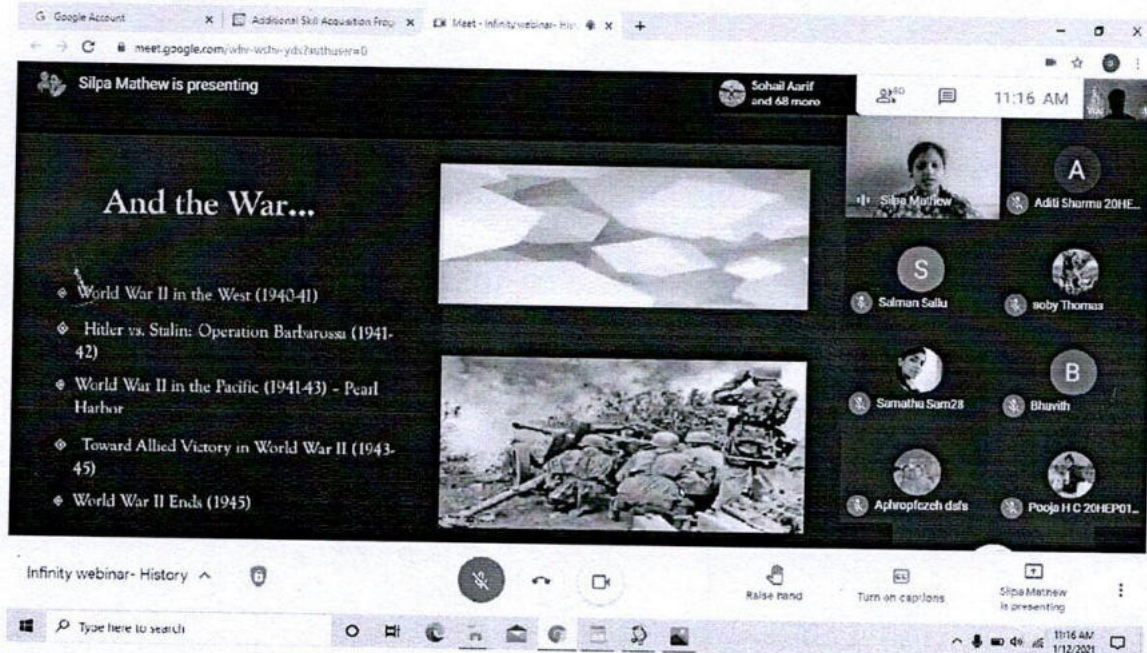 Google Account
Additional Skill Acquisition Prog
Meet - Infinity webinar- His
meet.google.com/
Silpa Mathew is presenting
Sohail Aarif
and 68 more
80
11:16 AM
And the War...
World War II in the West (1940-41)
Hitler vs. Stalin: Operation Barbarossa (1941-
42)
World War II in the Pacific (1941-43) – Pearl
Harbor
Toward Allied Victory in World War II (1943-
45)
World War II Ends (1945)
Silpa Mathew
A
Aditi Sharma 20HE...
S
Salman Sallu
soby Thomas
Samatha Sam28
B
Bhavith
Pooja H C 20HEP01...
Infinity webinar- History
Raise hand
CC
Turn on captions
Silpa Mathew
is presenting
Type here to search
11:16 AM
1/12/2021